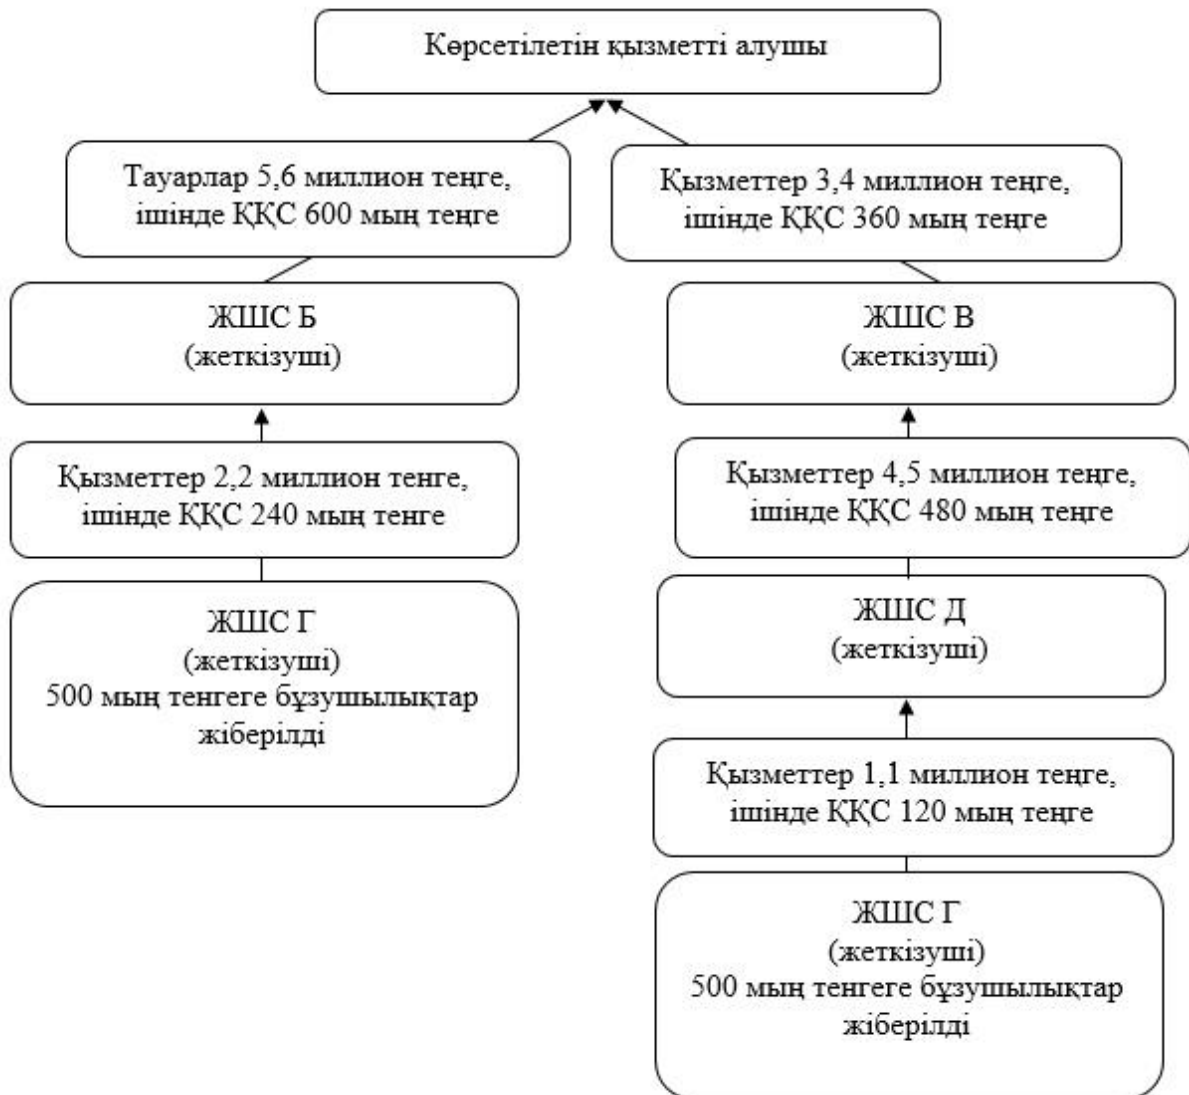 Көрсетілетін қызметті алушы
Тауарлар 5,6 миллион теңге,
ішінде ҚҚС 600 мың теңге
Қызметтер 3,4 миллион теңге,
ішінде ҚҚС 360 мың теңге
ЖШС Б
(жеткізуші)
ЖШС В
(жеткізуші)
Қызметтер 2,2 миллион тенге,
ішінде ҚҚС 240 мың тенге
Қызметтер 4,5 миллион теңге,
ішінде ҚҚС 480 мың теңге
ЖШС Г
(жеткізуші)
500 мың тенгеге бұзушылықтар
жіберілді
ЖШС Д
(жеткізуші)
Қызметтер 1,1 миллион теңге,
ішінде ҚҚС 120 мың теңге
ЖШС Г
(жеткізуші)
500 мың тенгеге бұзушылықтар
жіберілді